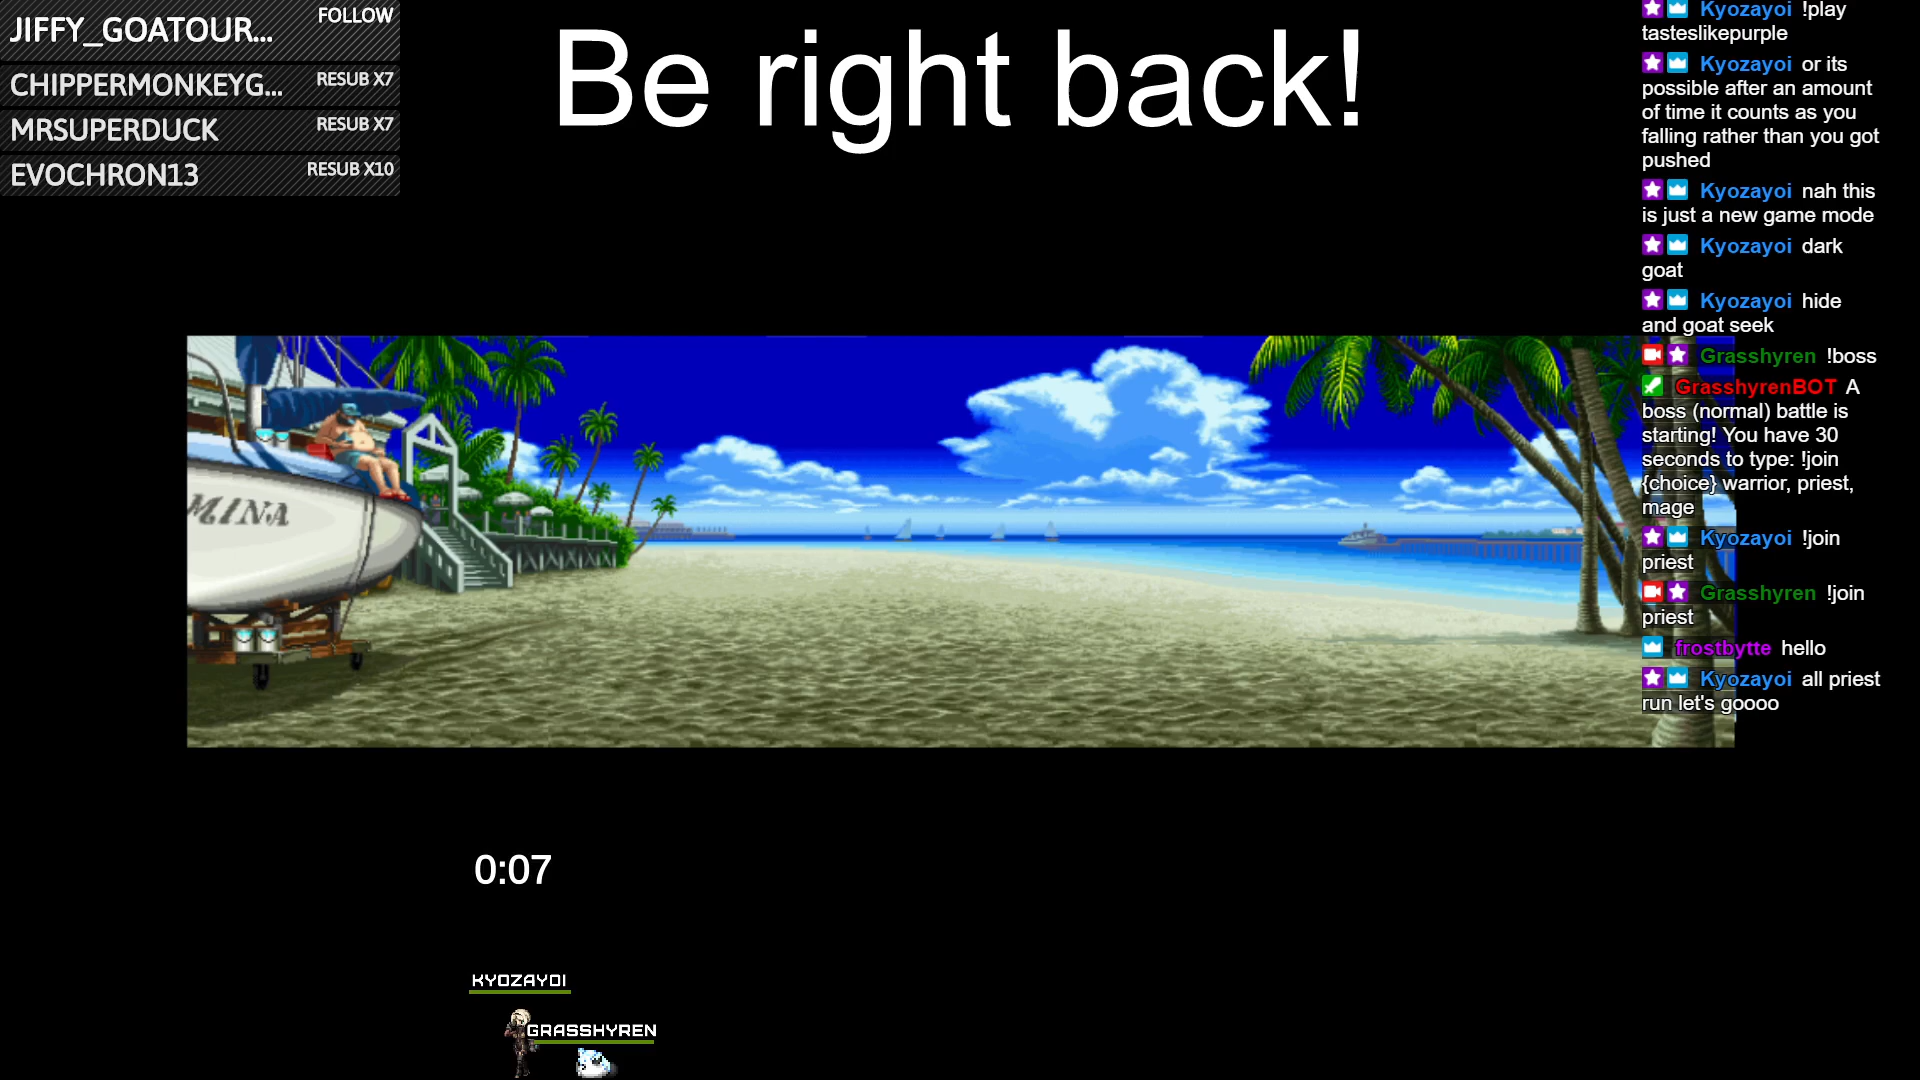 JIFFY_GOATOUR... FOLLOW
CHIPPERMONKEYG... RESUB X7
MRSUPERDUCK RESUB X7
EVOCHRON13 RESUB X10
Be right back!
MINA
0:07
KYOZAYOI
GRASSHYREN
Kyozayoi !play
tasteslikepurple
Kyozayoi or its
possible after an amount
of time it counts as you
falling rather than you got
pushed
Kyozayoi nah this
is just a new game mode
Kyozayoi dark
goat
Kyozayoi hide
and goat seek
Grasshyren !boss
GrasshyrenBOT A
boss (normal) battle is
starting! You have 30
seconds to type: !join
{choice} warrior, priest,
mage
Kyozayoi !join
priest
Grasshyren !join
priest
frostbytte hello
Kyozayoi all priest
run let's goooo